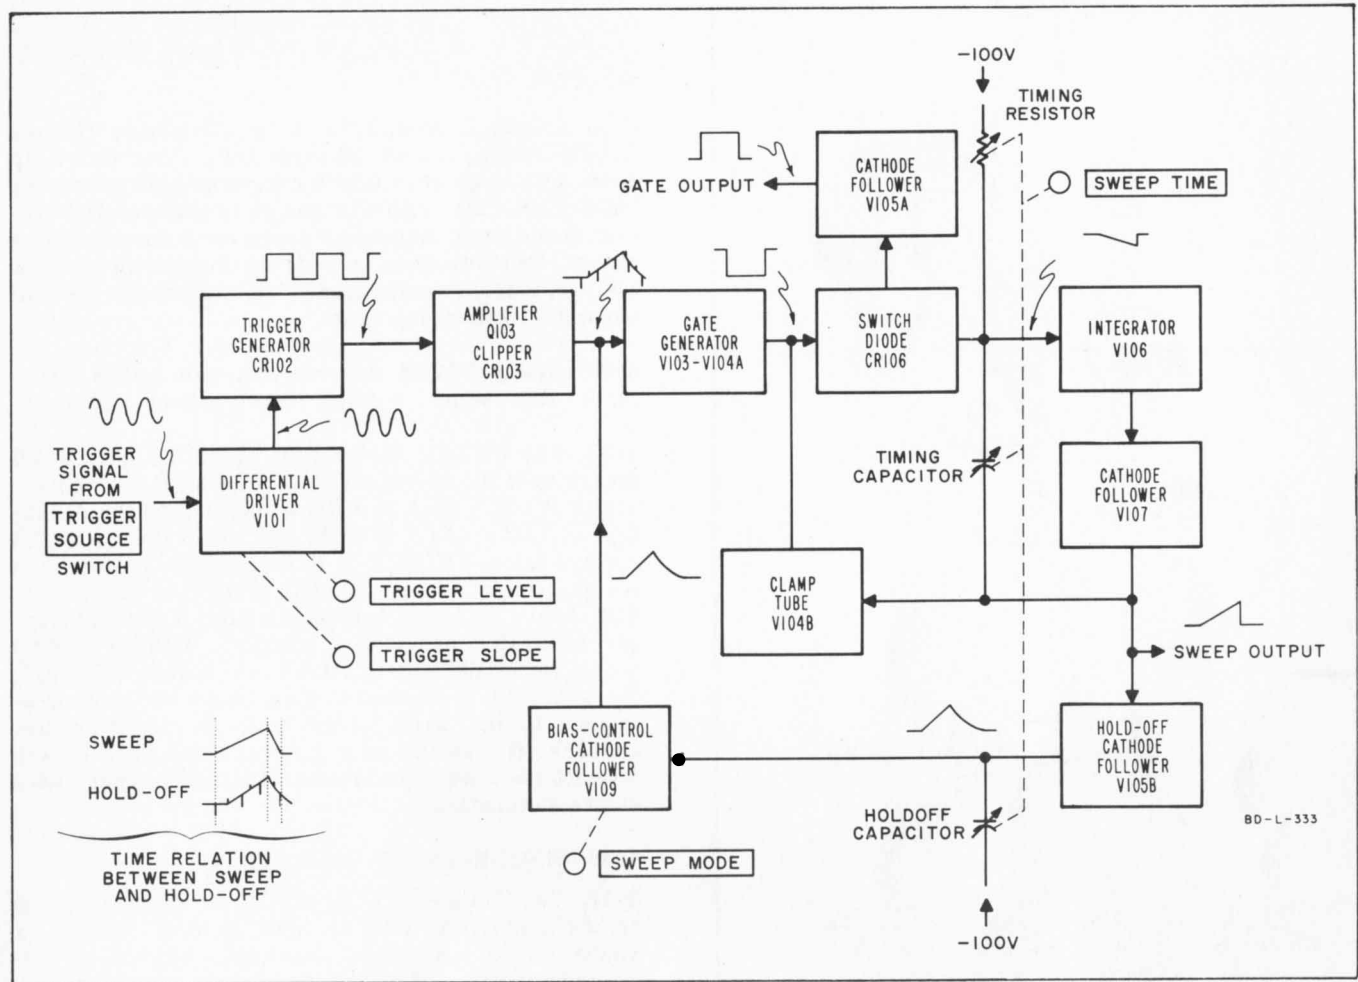 -100V
TIMING
RESISTOR
CATHODE
FOLLOWER
V105A
GATE OUTPUT
SWEEP TIME
TRIGGER
GENERATOR
CR102
AMPLIFIER
Q103
CLIPPER
CR103
GATE
GENERATOR
V103-V104A
SWITCH
DIODE
CR106
INTEGRATOR
V106
TRIGGER
SIGNAL
FROM
TRIGGER
SOURCE
SWITCH
DIFFERENTIAL
DRIVER
V101
TIMING
CAPACITOR
CATHODE
FOLLOWER
V107
TRIGGER LEVEL
TRIGGER SLOPE
CLAMP
TUBE
V104B
SWEEP OUTPUT
SWEEP
HOLD-OFF
TIME RELATION
BETWEEN SWEEP
AND HOLD-OFF
BIAS-CONTROL
CATHODE
FOLLOWER
V109
SWEEP MODE
HOLDOFF
CAPACITOR
HOLD-OFF
CATHODE
FOLLOWER
V105B
BD-L-333
-100V